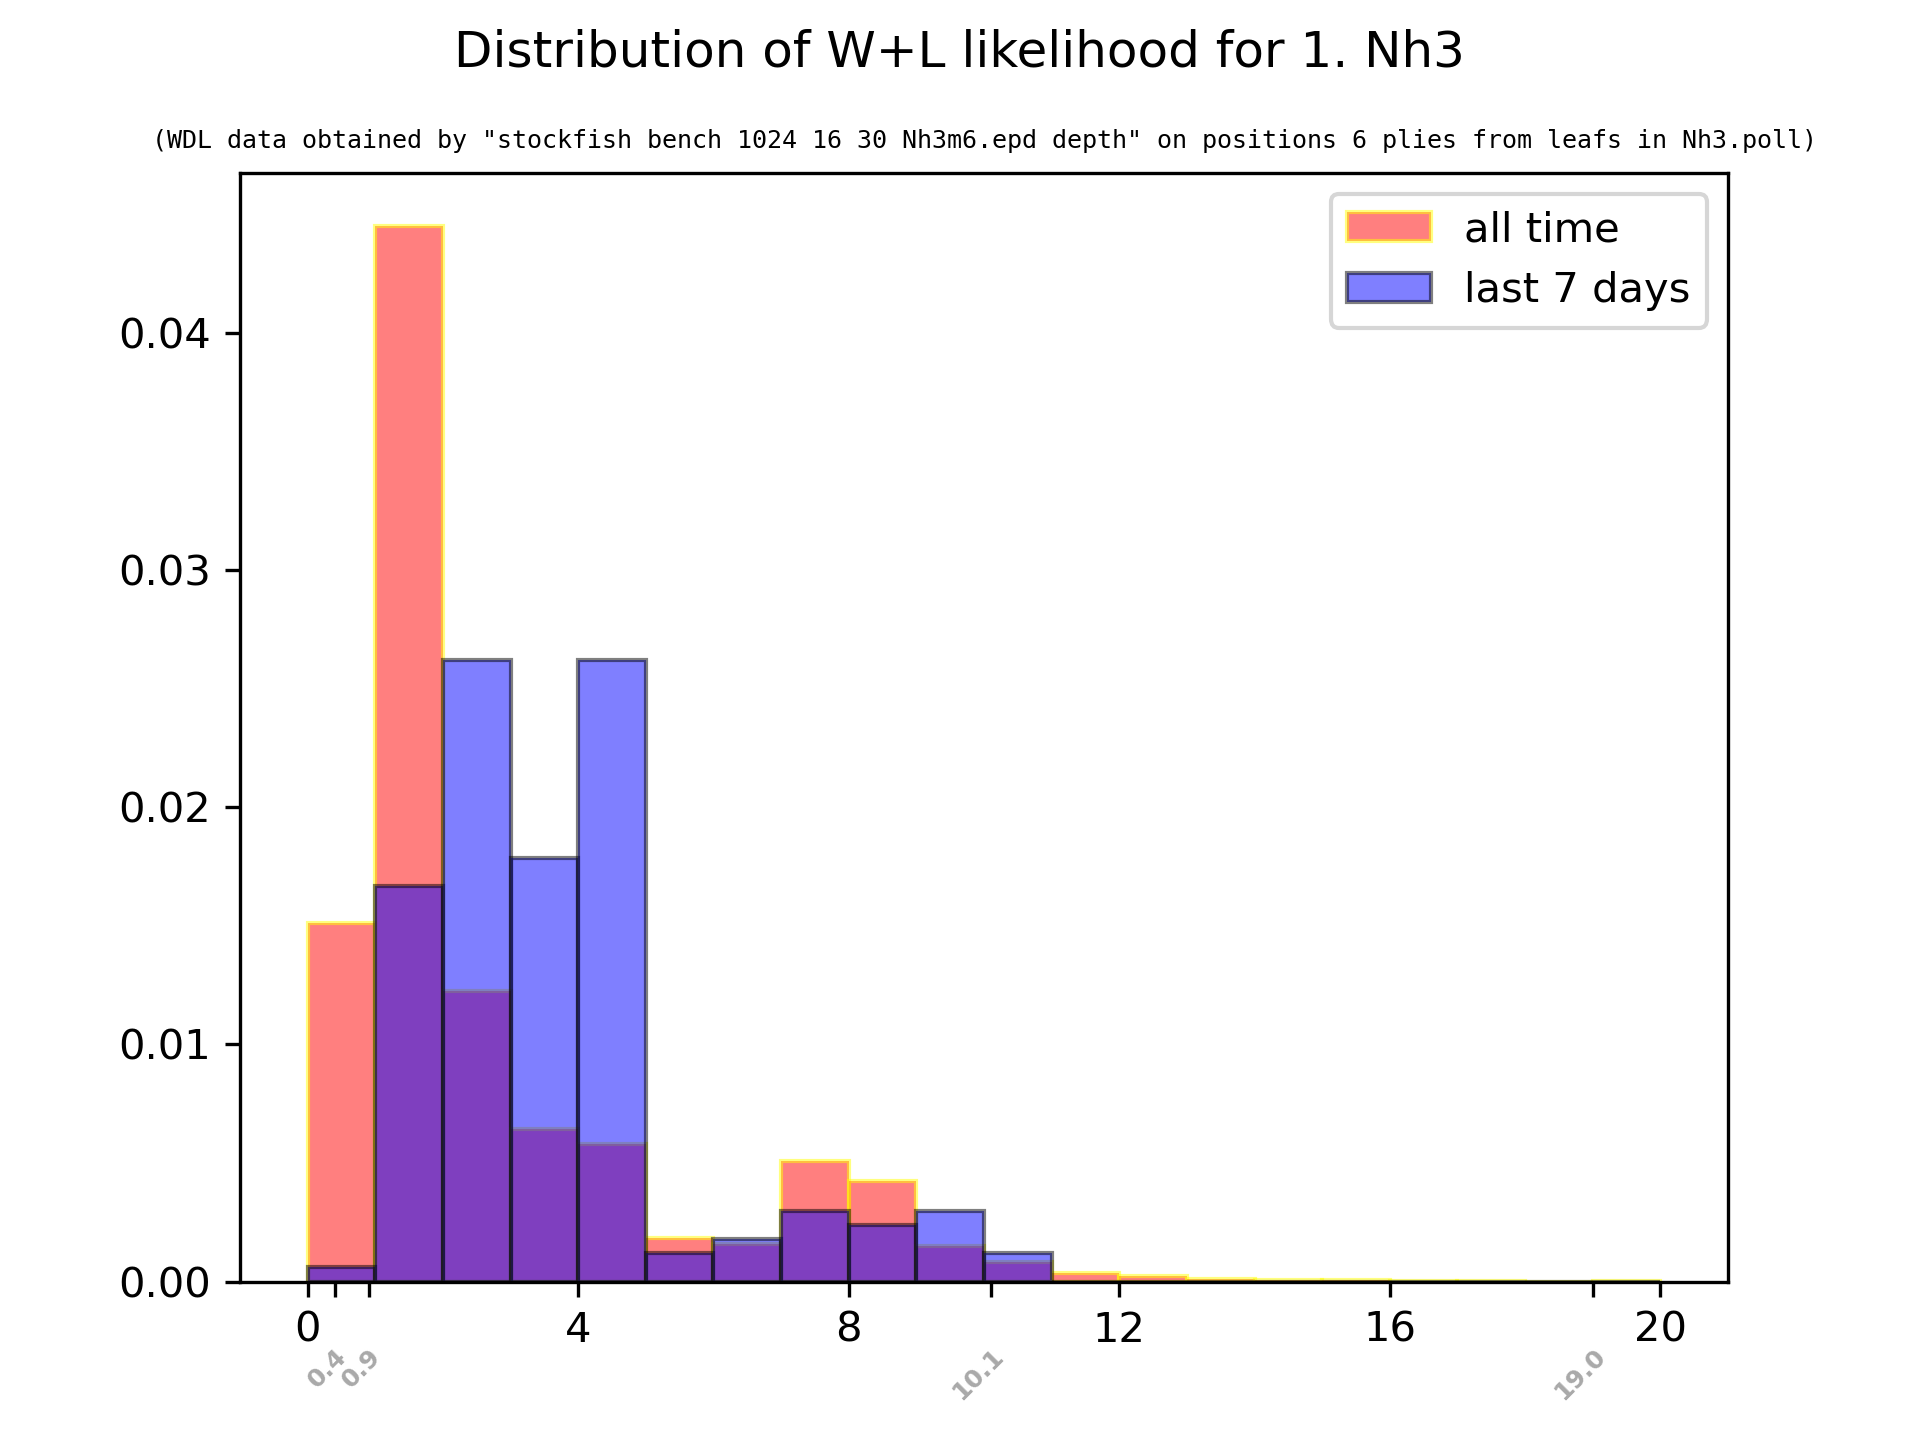 Distribution of W+L likelihood for 1. Nh3
(WDL data obtained by "stockfish bench 1024 16 30 Nh3m6.epd depth" on positions 6 plies from leafs in Nh3.poll)
all time
last 7 days
0.04
0.03
0.02
0.01
0.00
0 4 8 12 16 20
0.4 0.9 10.1 19.0